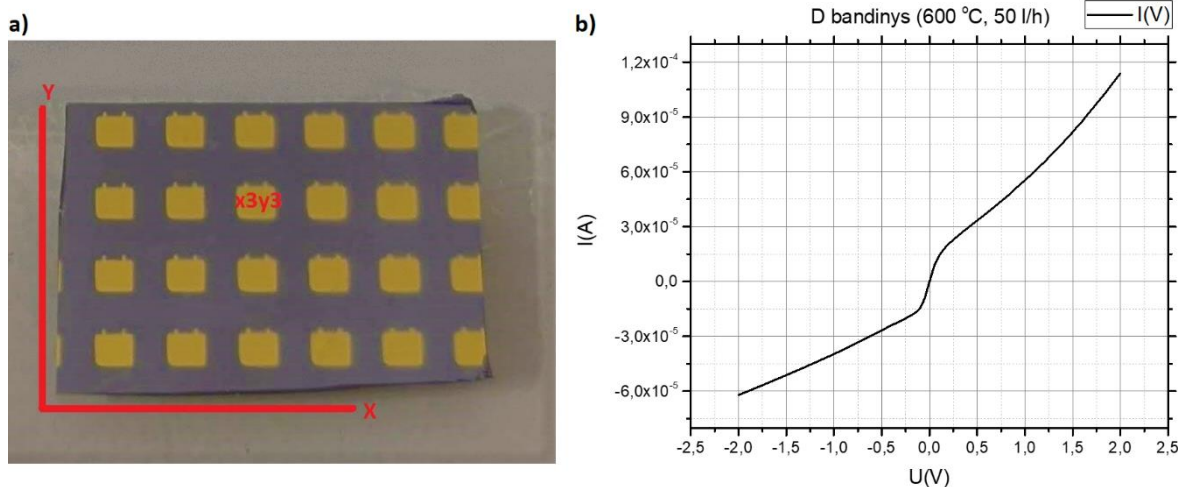 a)
Y
x3y3
X
b)
D bandinys (600 °C, 50 l/h)
I(V)
1,2x10⁻⁴
9,0x10⁻⁵
6,0x10⁻⁵
3,0x10⁻⁵
0,0
-3,0x10⁻⁵
-6,0x10⁻⁵
I(A)
-2,5 -2,0 -1,5 -1,0 -0,5 0,0 0,5 1,0 1,5 2,0 2,5
U(V)